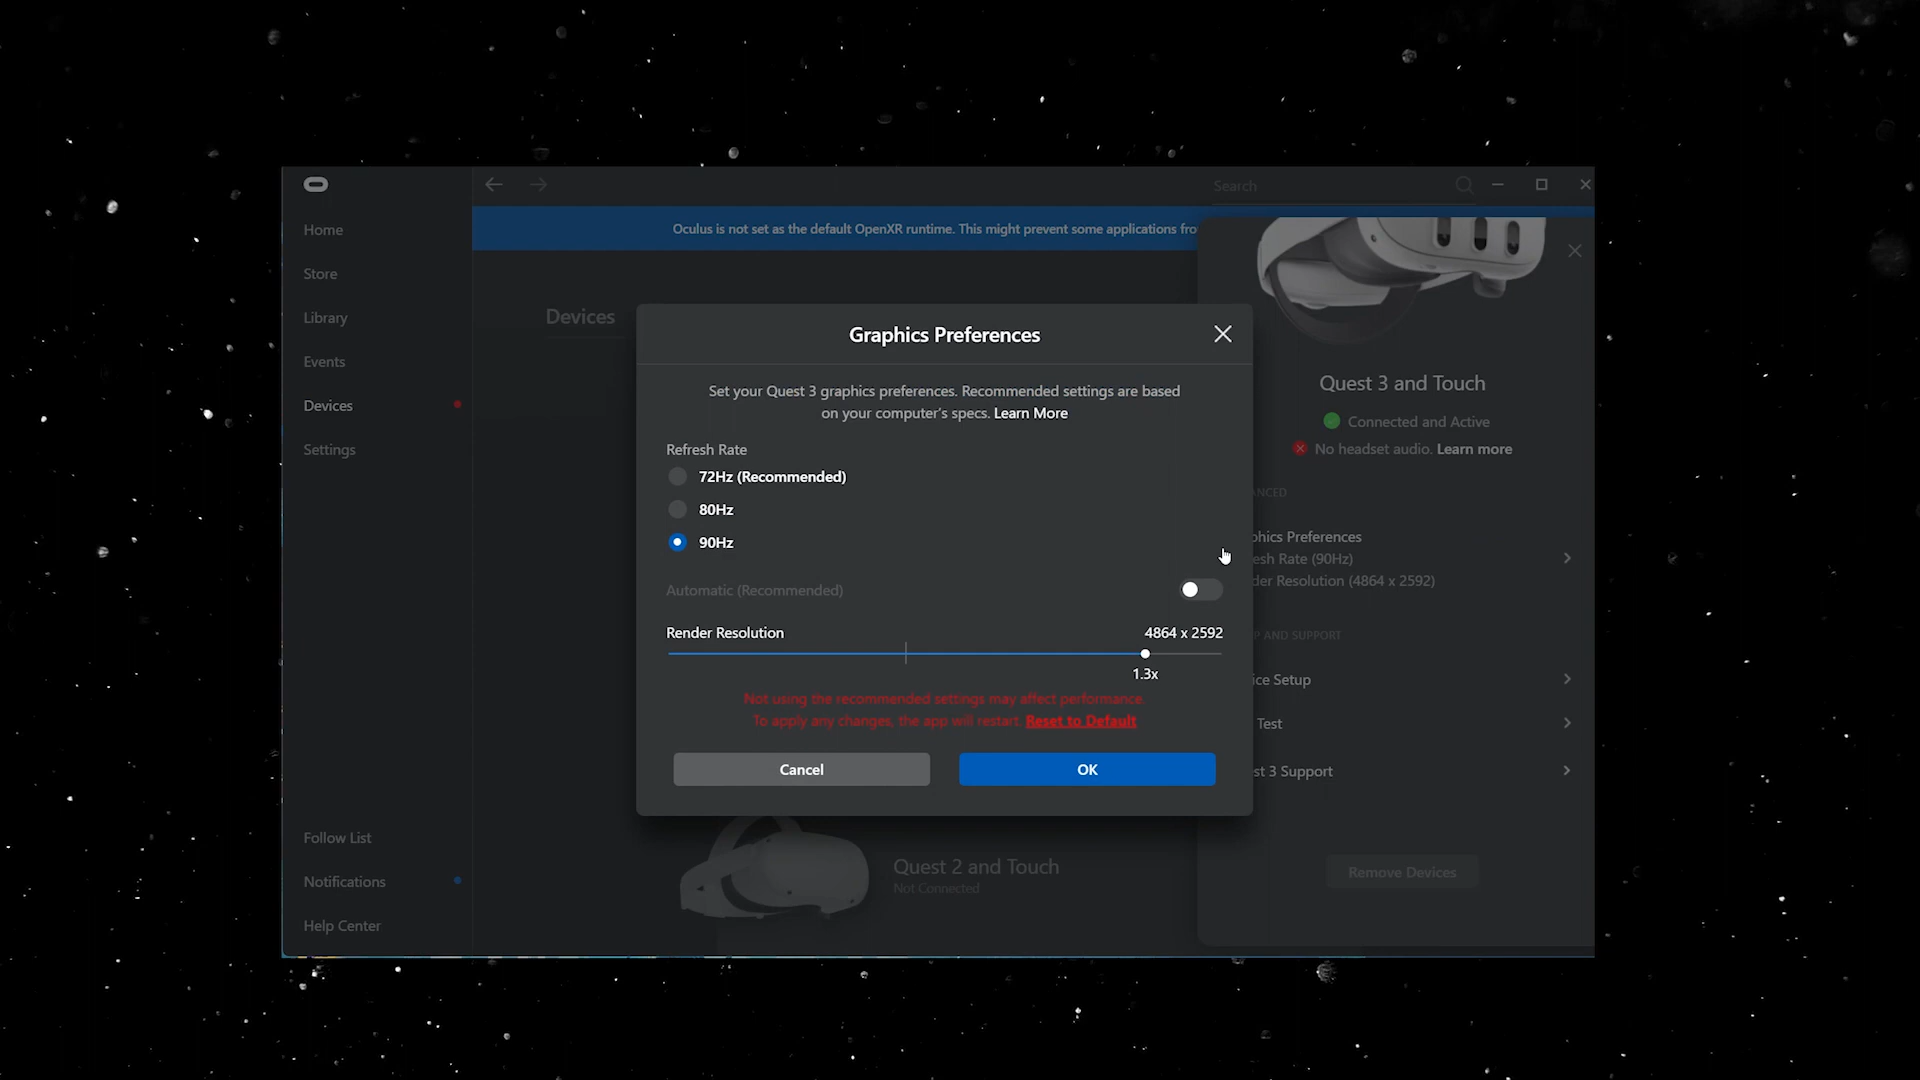 Search
Home
Store
Library
Events
Devices
Settings
Follow List
Notifications
Help Center
Oculus is not set as the default OpenXR runtime. This might prevent some applications fro
Devices
Graphics Preferences
Set your Quest 3 graphics preferences. Recommended settings are based
on your computer's specs. Learn More
Refresh Rate
72Hz (Recommended)
80Hz
90Hz
Automatic (Recommended)
Render Resolution 4864 x 2592
1.3x
Not using the recommended settings may affect performance.
To apply any changes, the app will restart. Reset to Default
Cancel OK
Quest 2 and Touch
Not Connected
Quest 3 and Touch
Connected and Active
No headset audio. Learn more
ANCED
phics Preferences
esh Rate (90Hz)
der Resolution (4864 x 2592)
P AND SUPPORT
ice Setup
Test
st 3 Support
Remove Devices